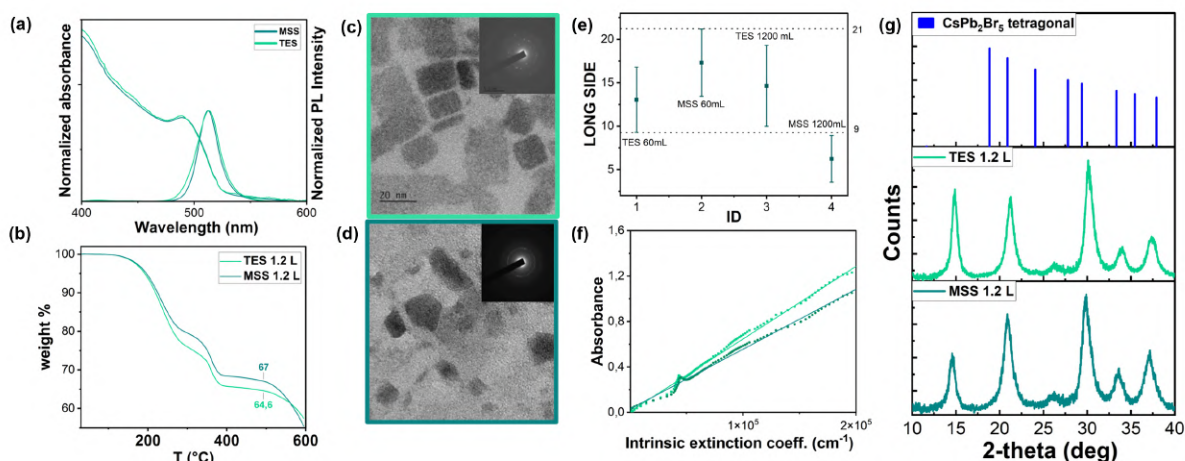 (a)
MSS
TES
Normalized absorbance
Normalized PL Intensity
400
500
600
Wavelength (nm)
(b)
TES 1.2 L
MSS 1.2 L
weight %
100
90
80
70
60
67
64,6
200
400
600
T (°C)
(c)
20 nm
(d)
(e)
LONG SIDE
20
15
10
5
TES 60mL
MSS 60mL
TES 1200 mL
MSS 1200mL
21
9
1
2
3
4
ID
(f)
Absorbance
1,6
1,2
0,8
0,4
0,0
1×10⁵
2×10⁵
Intrinsic extinction coeff. (cm⁻¹)
(g)
CsPb₂Br₅ tetragonal
TES 1.2 L
MSS 1.2 L
Counts
10
15
20
25
30
35
40
2-theta (deg)